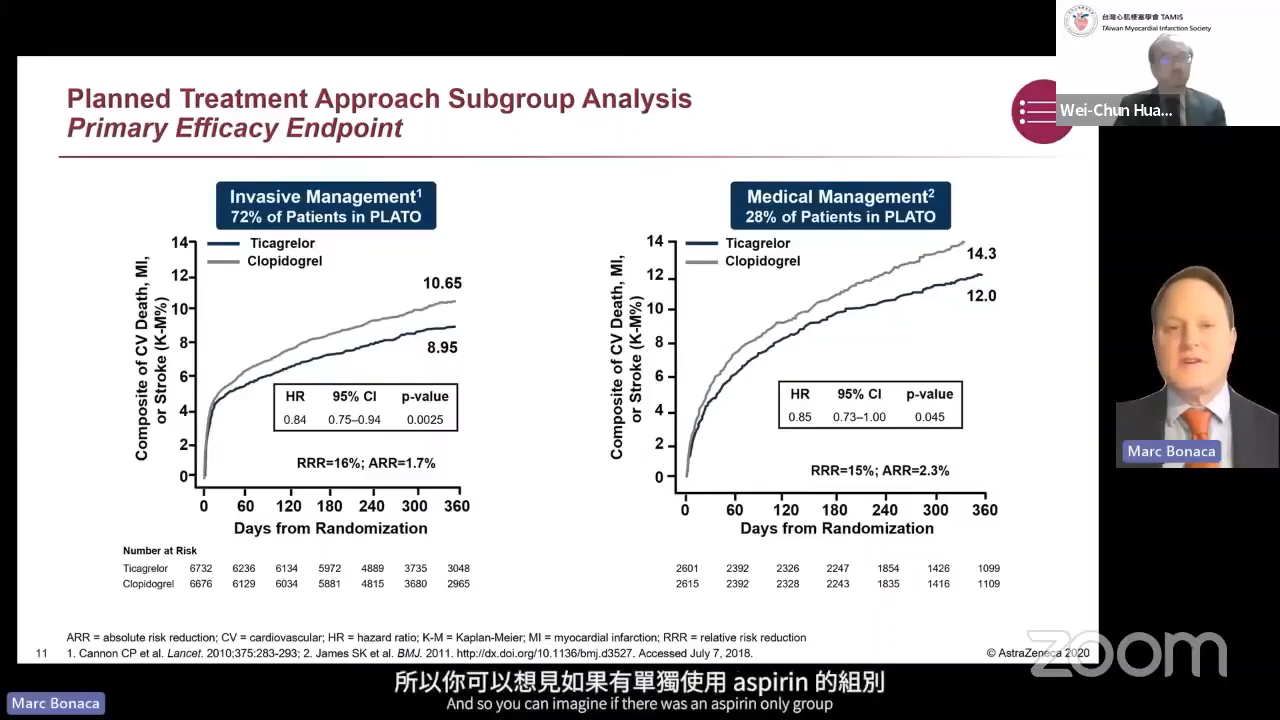 台灣心肌梗塞學會 TAMIS
TAiwan Myocardial Infarction Society
Wei-Chun Hua...
Planned Treatment Approach Subgroup Analysis
Primary Efficacy Endpoint
Invasive Management1
72% of Patients in PLATO
Ticagrelor
Clopidogrel
Composite of CV Death, MI,
or Stroke (K-M%)
14
12
10
8
6
4
2
0
10.65
8.95
HR 95% CI p-value
0.84 0.75–0.94 0.0025
RRR=16%; ARR=1.7%
0 60 120 180 240 300 360
Days from Randomization
Number at Risk
Ticagrelor 6732 6236 6134 5972 4889 3735 3048
Clopidogrel 6676 6129 6034 5881 4815 3680 2965
Medical Management2
28% of Patients in PLATO
Ticagrelor
Clopidogrel
Composite of CV Death, MI,
or Stroke (K-M%)
14
12
10
8
6
4
2
0
14.3
12.0
HR 95% CI p-value
0.85 0.73–1.00 0.045
RRR=15%; ARR=2.3%
0 60 120 180 240 300 360
Days from Randomization
2601 2392 2326 2247 1854 1426 1099
2615 2392 2328 2243 1835 1416 1109
Marc Bonaca
ARR = absolute risk reduction; CV = cardiovascular; HR = hazard ratio; K-M = Kaplan-Meier; MI = myocardial infarction; RRR = relative risk reduction
11 1. Cannon CP et al. Lancet. 2010;375:283-293; 2. James SK et al. BMJ. 2011. http://dx.doi.org/10.1136/bmj.d3527. Accessed July 7, 2018.
© AstraZeneca 2020
zoom
所以你可以想見如果有單獨使用 aspirin 的組別
And so you can imagine if there was an aspirin only group
Marc Bonaca